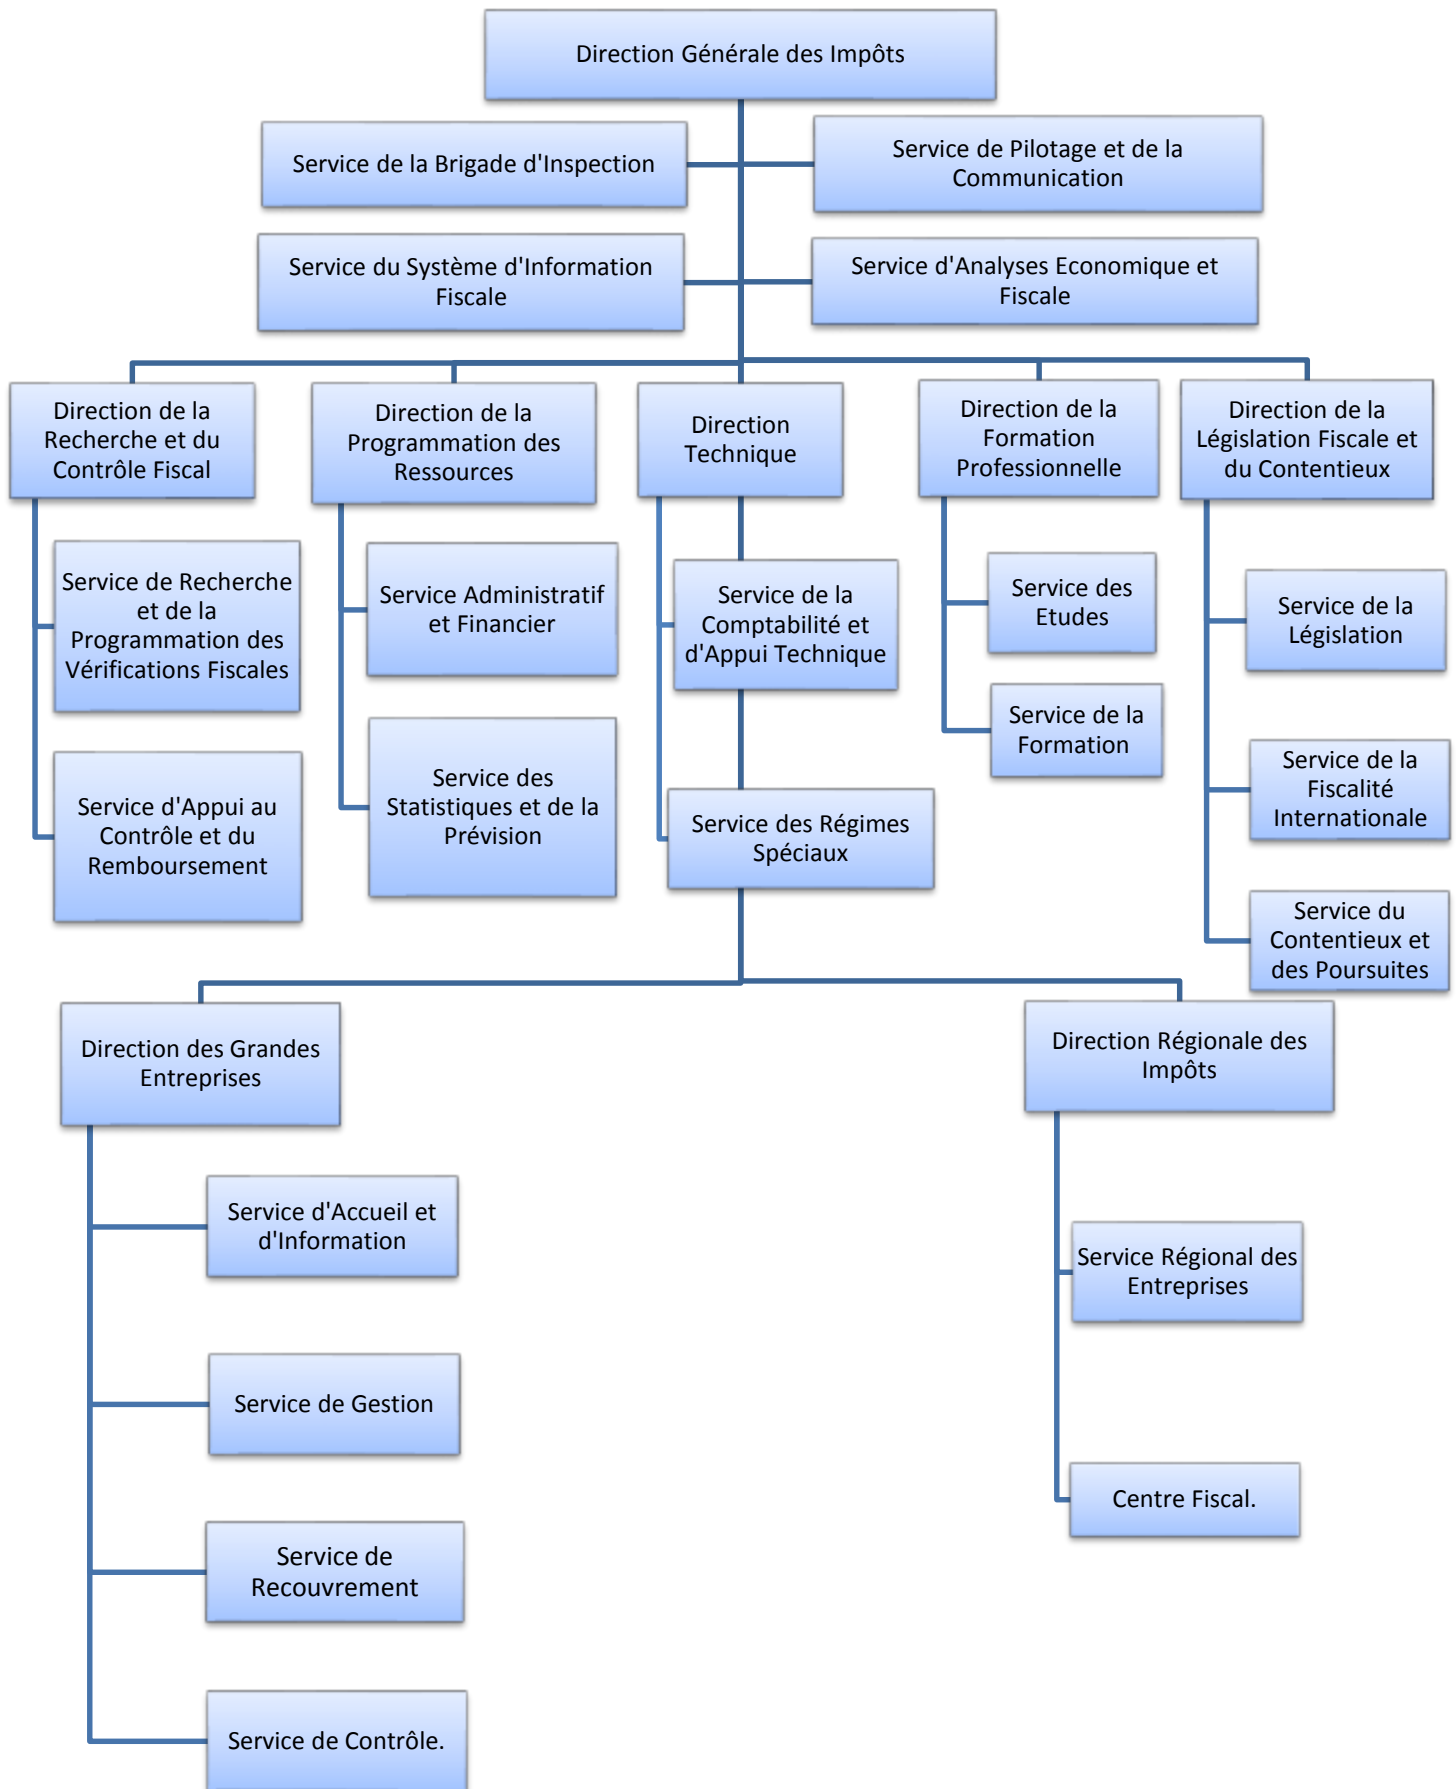 Direction Générale des Impôts
Service de la Brigade d'Inspection
Service de Pilotage et de la
Communication
Service du Système d'Information
Fiscale
Service d'Analyses Economique et
Fiscale
Direction de la
Recherche et du
Contrôle Fiscal
Direction de la
Programmation des
Ressources
Direction
Technique
Direction de la
Formation
Professionnelle
Direction de la
Législation Fiscale et
du Contentieux
Service de Recherche
et de la
Programmation des
Vérifications Fiscales
Service d'Appui au
Contrôle et du
Remboursement
Service Administratif
et Financier
Service des
Statistiques et de la
Prévision
Service de la
Comptabilité et
d'Appui Technique
Service des Régimes
Spéciaux
Service des
Etudes
Service de la
Formation
Service de la
Législation
Service de la
Fiscalité
Internationale
Service du
Contentieux et
des Poursuites
Direction des Grandes
Entreprises
Service d'Accueil et
d'Information
Service de Gestion
Service de
Recouvrement
Service de Contrôle.
Direction Régionale des
Impôts
Service Régional des
Entreprises
Centre Fiscal.